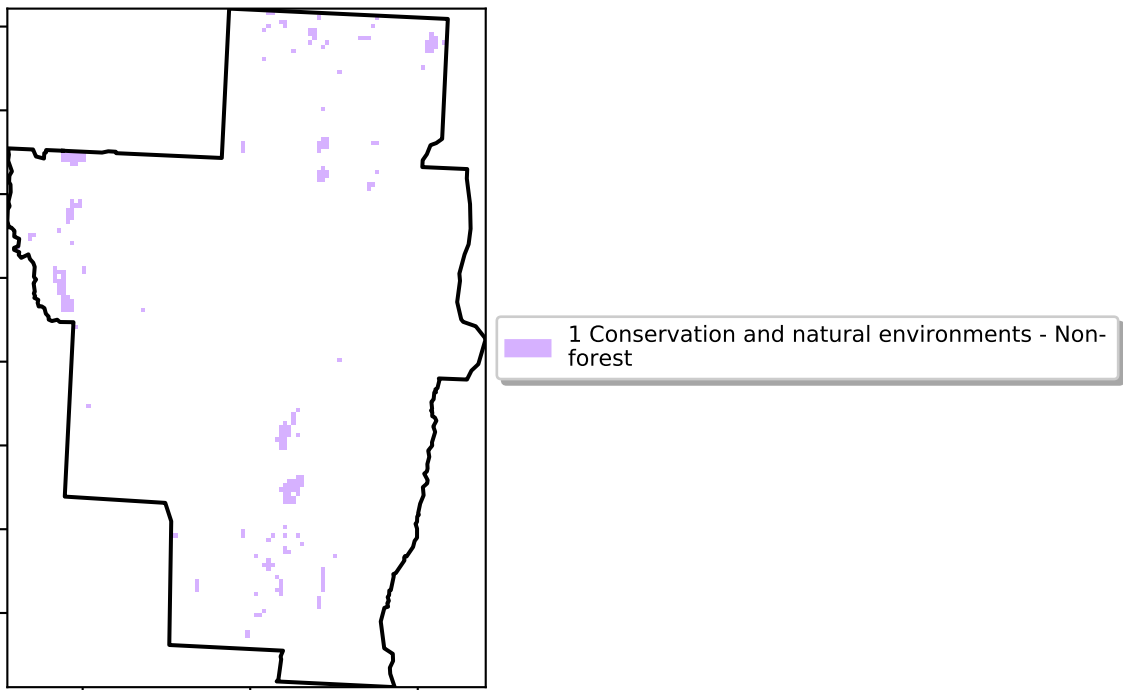 1 Conservation and natural environments - Non-
forest